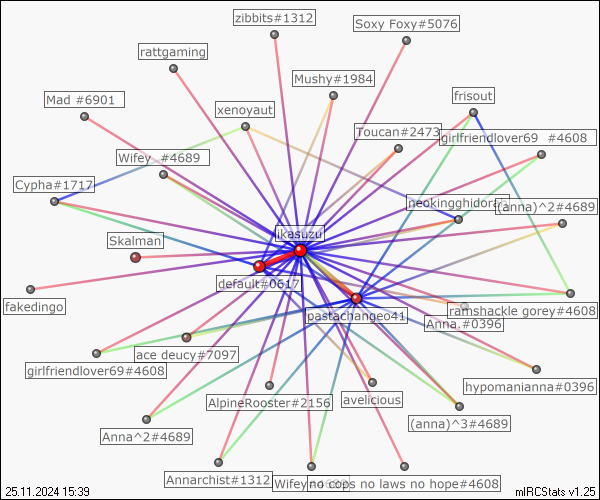 zibbits#1312
Soxy Foxy#5076
rattgaming
Mushy#1984
Mad #6901
frisout
xenoyaut
Toucan#2473
girlfriendlover69 #4608
Wifey #4689
Cypha#1717
neokingghidora
(anna)^2#4689
ikasuzu
Skalman
default#0617
fakedingo
pastachangeo41
ramshackle gorey#4608
Anna.#0396
ace deucy#7097
girlfriendlover69#4608
hypomanianna#0396
AlpineRooster#2156
avelicious
(anna)^3#4689
Anna^2#4689
Annarchist#1312
Wifey
no cops no laws no hope#4608
25.11.2024 15:39
mIRCStats v1.25